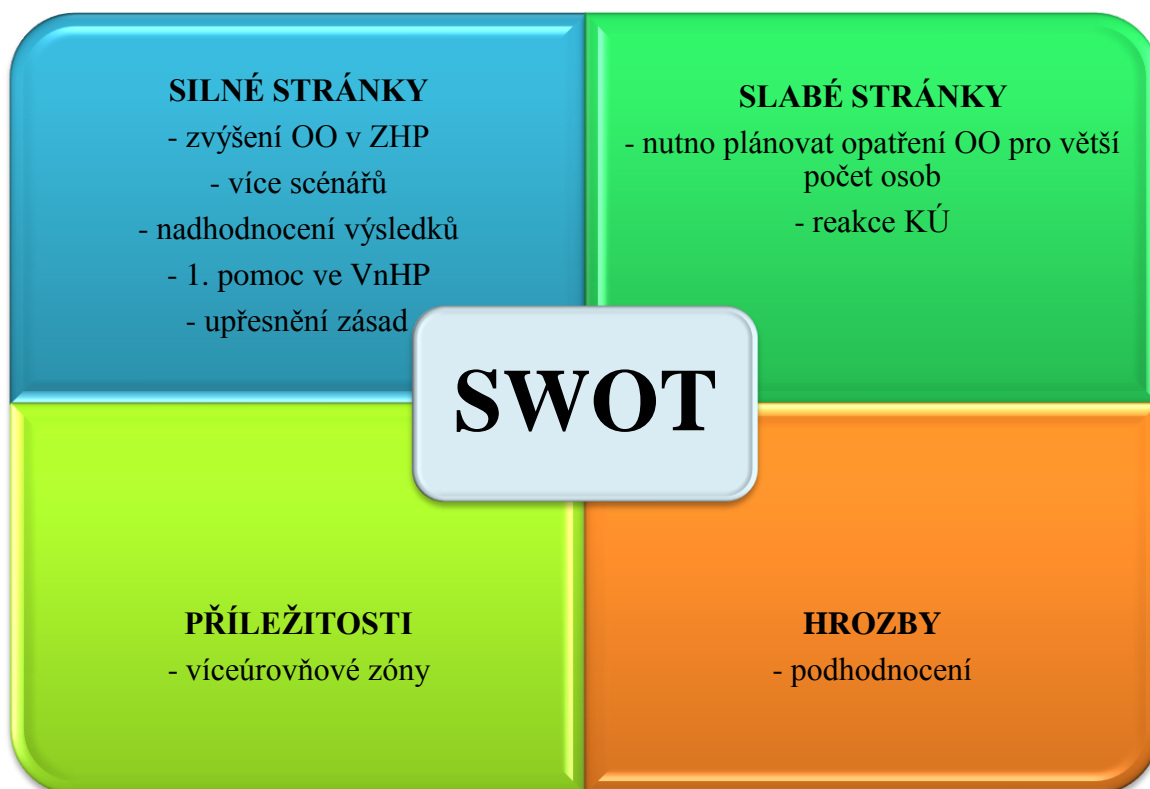 SILNÉ STRÁNKY
- zvýšení OO v ZHP
- více scénářů
- nadhodnocení výsledků
- 1. pomoc ve VnHP
- upřesnění zásad
SLABÉ STRÁNKY
- nutno plánovat opatření OO pro větší
počet osob
- reakce KÚ
SWOT
PŘÍLEŽITOSTI
- víceúrovňové zóny
HROZBY
- podhodnocení